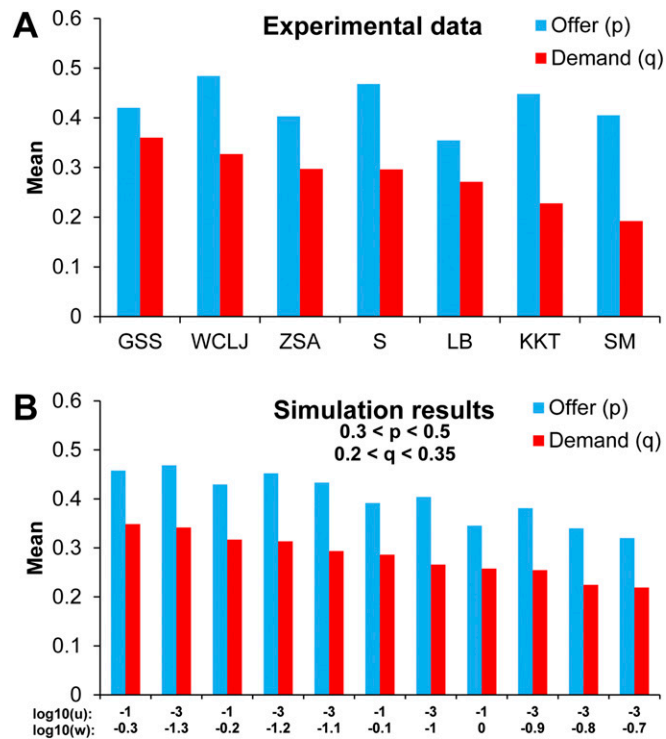 A
Experimental data
Offer (p)
Demand (q)
Mean
0.6
0.5
0.4
0.3
0.2
0.1
0
GSS WCLJ ZSA S LB KKT SM
B
Simulation results
0.3 < p < 0.5
0.2 < q < 0.35
Offer (p)
Demand (q)
Mean
0.6
0.5
0.4
0.3
0.2
0.1
0
log10(u): -1 -3 -1 -3 -3 -1 -3 -1 -3 -3 -3
log10(w): -0.3 -1.3 -0.2 -1.2 -1.1 -0.1 -1 0 -0.9 -0.8 -0.7